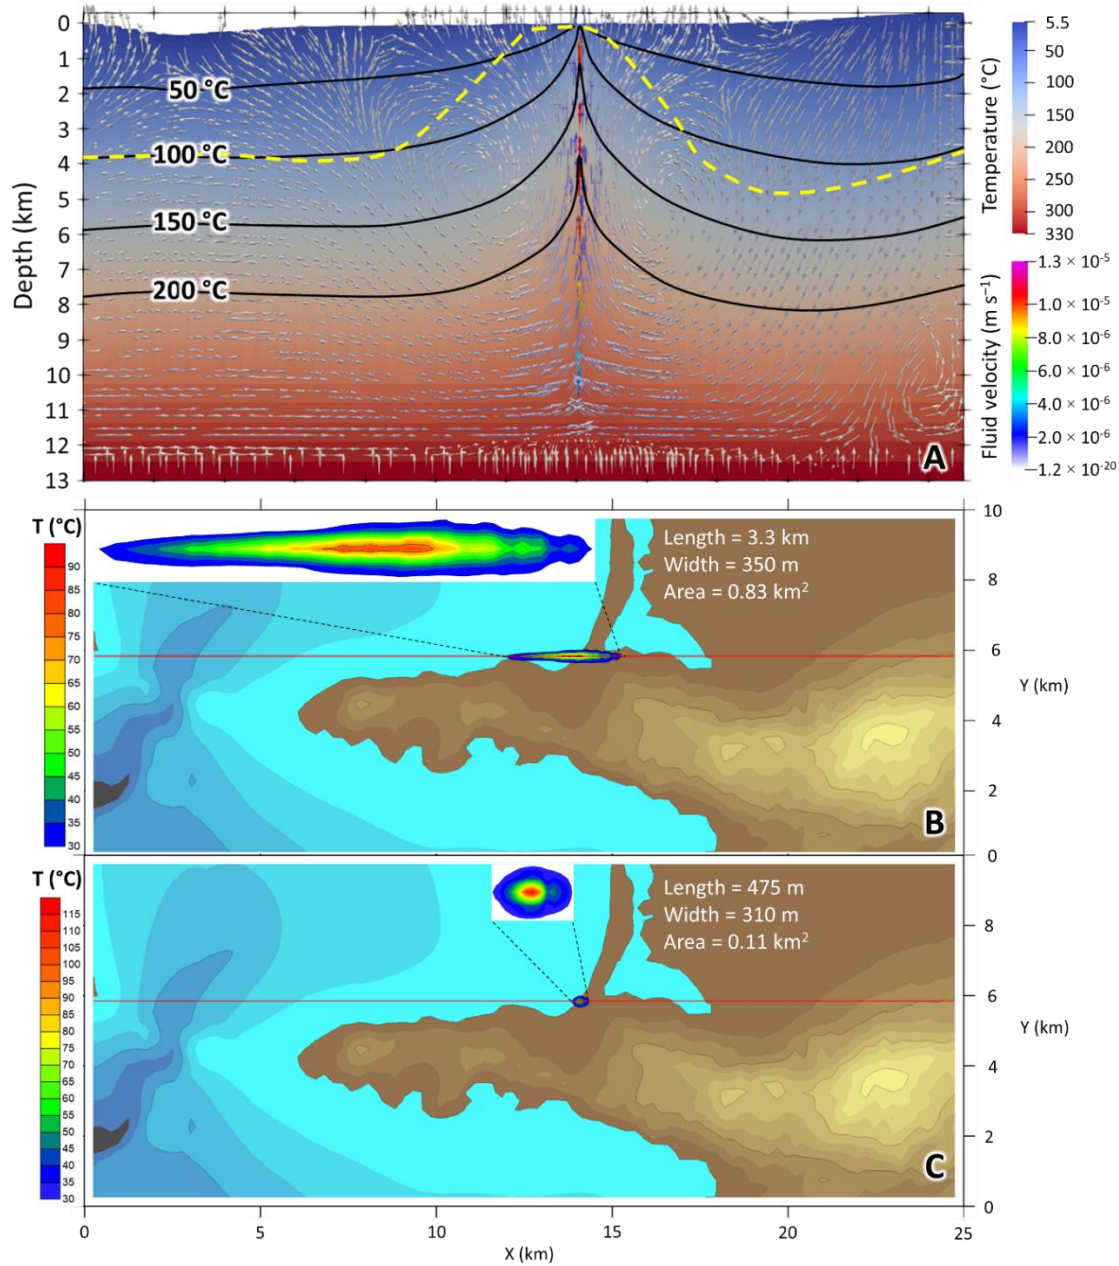 0
1
2
3
4
5
6
7
8
9
10
11
12
13
Depth (km)
50 °C
100 °C
150 °C
200 °C
A
Temperature (°C)
5.5
50
100
150
200
250
300
330
Fluid velocity (m s⁻¹)
1.3 × 10⁻⁵
1.0 × 10⁻⁵
8.0 × 10⁻⁶
6.0 × 10⁻⁶
4.0 × 10⁻⁶
2.0 × 10⁻⁶
1.2 × 10⁻²⁰
T (°C)
90
85
80
75
70
65
60
55
50
45
40
35
30
Length = 3.3 km
Width = 350 m
Area = 0.83 km²
B
10
8
6
4
2
0
Y (km)
T (°C)
115
110
105
100
95
90
85
80
75
70
65
60
55
50
45
40
35
30
Length = 475 m
Width = 310 m
Area = 0.11 km²
C
8
6
4
2
0
Y (km)
0 5 10 15 20 25
X (km)